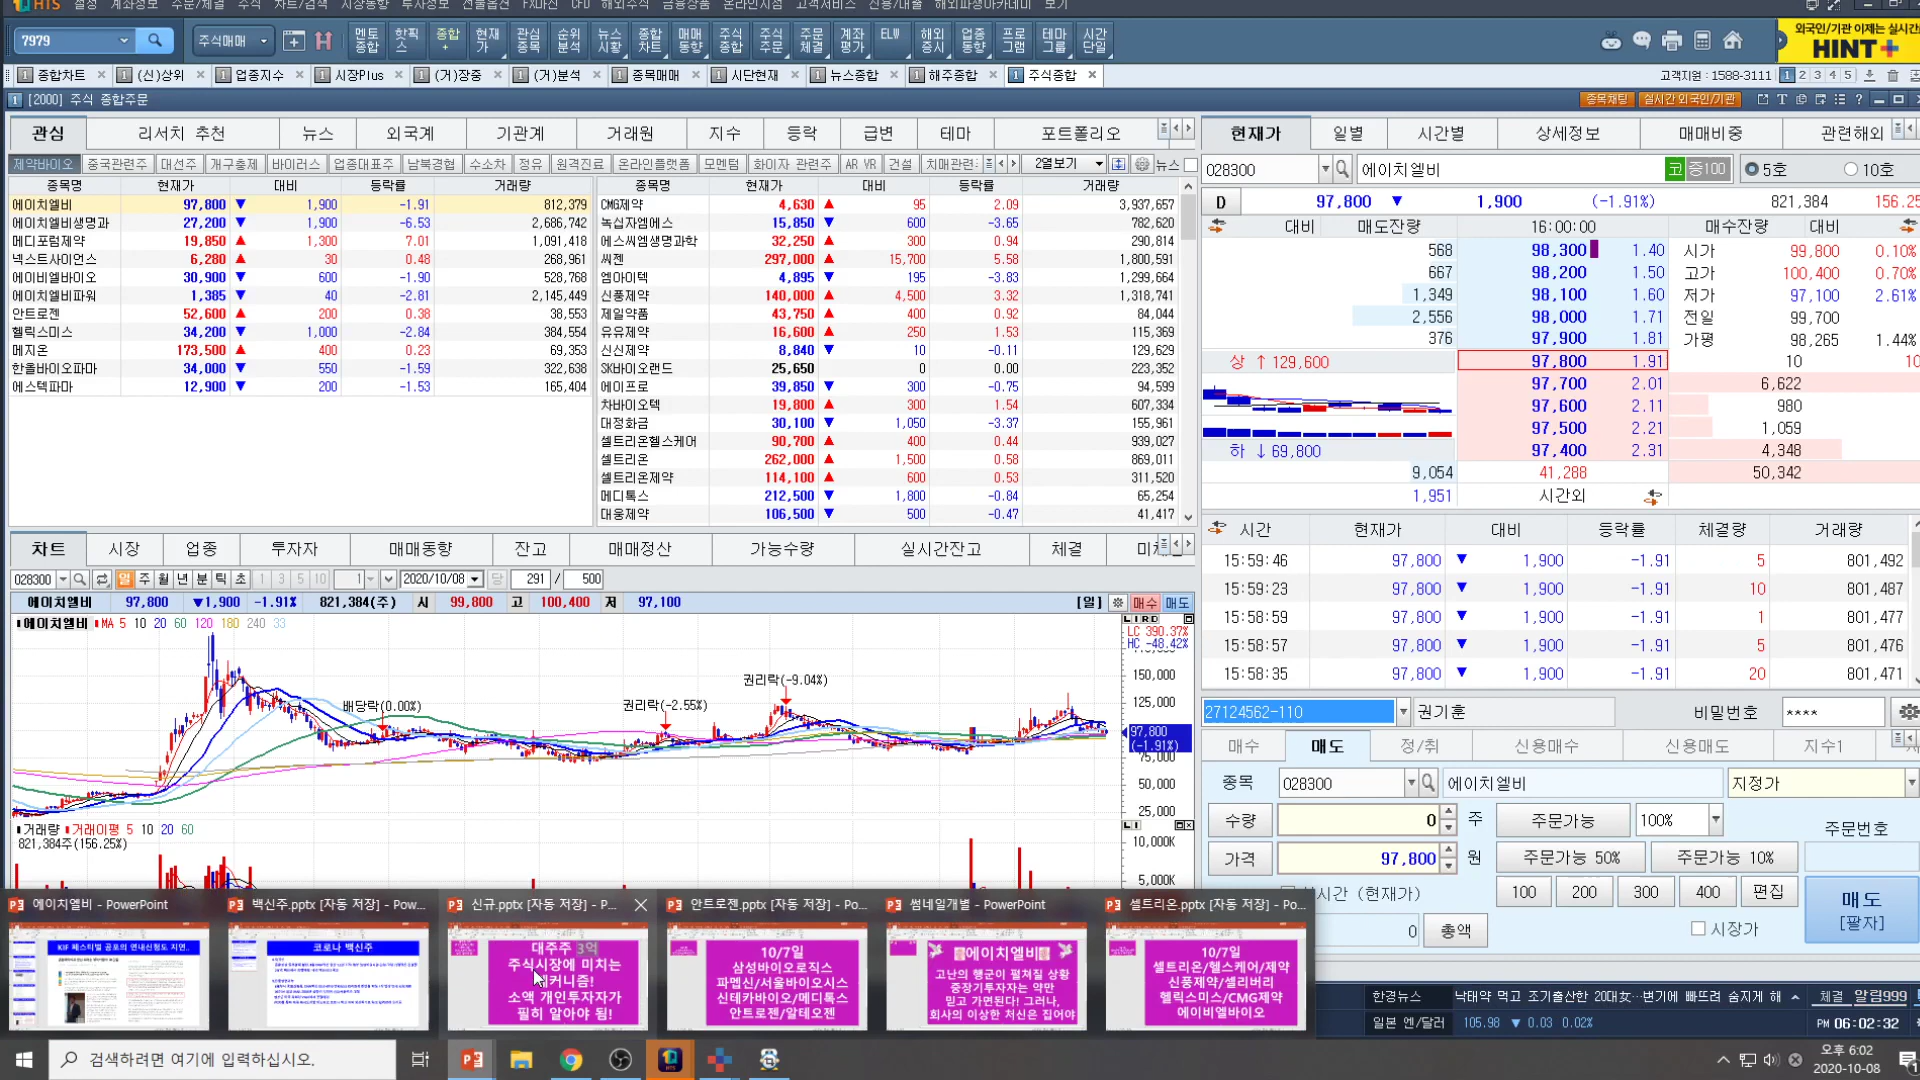 HTS 설정 계좌정보 주문/체결 주식 차트/검색 시장동향 투자정보 선물옵션 FX마진 CFD 해외주식 금융상품 온라인지점 고객서비스 신용/대출 해외파생아카데미 보기
7979 주식매매 멘토종합 핫픽스 종합+ 현재가 관심종목 순위분석 뉴스시황 종합차트 매매동향 주식종합 주식주문 주문체결 계좌평가 ELW 해외증시 업종동향 프로그램 테마그룹 시간단일
외국인/기관 이제는 실시간
HINT+
1 종합차트 1 (신)상위 1 업종지수 1 시장Plus 1 (거)장중 1 (거)분석 1 종목매매 1 시단현재 1 뉴스종합 1 해주종합 1 주식종합 고객지원 : 1588-3111 1 2 3 4 5
1 [2000] 주식 종합주문 종목채팅 실시간 외국인/기관
관심 리서치 추천 뉴스 외국계 기관계 거래원 지수 등락 급변 테마 포트폴리오
제약바이오 중국관련주 대선주 개구충제 바이러스 업종대표주 남북경협 수소차 정유 원격진료 온라인플랫폼 모멘텀 화이자 관련주 AR VR 건설 치매관련 2열보기 뉴스
종목명 현재가 대비 등락률 거래량
에이치엘비 97,800 ▼ 1,900 -1.91 812,379
에이치엘비생명과 27,200 ▼ 1,900 -6.53 2,686,742
메디포럼제약 19,850 ▲ 1,300 7.01 1,091,418
넥스트사이언스 6,280 ▲ 30 0.48 268,961
에이비엘바이오 30,900 ▼ 600 -1.90 528,768
에이치엘비파워 1,385 ▼ 40 -2.81 2,145,449
안트로젠 52,600 ▲ 200 0.38 38,553
헬릭스미스 34,200 ▼ 1,000 -2.84 384,554
메지온 173,500 ▲ 400 0.23 69,353
한올바이오파마 34,000 ▼ 550 -1.59 322,638
에스텍파마 12,900 ▼ 200 -1.53 165,404
종목명 현재가 대비 등락률 거래량
CMG제약 4,630 ▲ 95 2.09 3,937,657
녹십자엠에스 15,850 ▼ 600 -3.65 782,620
에스씨엠생명과학 32,250 ▲ 300 0.94 290,814
씨젠 297,000 ▲ 15,700 5.58 1,800,591
엠아이텍 4,895 ▼ 195 -3.83 1,299,664
신풍제약 140,000 ▲ 4,500 3.32 1,318,741
제일약품 43,750 ▲ 400 0.92 84,044
유유제약 16,600 ▲ 250 1.53 115,369
신신제약 8,840 ▼ 10 -0.11 129,629
SK바이오랜드 25,650 0 0.00 223,352
에이프로 39,850 ▼ 300 -0.75 94,599
차바이오텍 19,800 ▲ 300 1.54 607,334
대정화금 30,100 ▼ 1,050 -3.37 155,961
셀트리온헬스케어 90,700 ▲ 400 0.44 939,027
셀트리온 262,000 ▲ 1,500 0.58 869,011
셀트리온제약 114,100 ▲ 600 0.53 311,520
메디톡스 212,500 ▼ 1,800 -0.84 65,254
대웅제약 106,500 ▼ 500 -0.47 41,417
현재가 일별 시간별 상세정보 매매비중 관련해외
028300 에이치엘비 코 증100 5호 10호
D 97,800 ▼ 1,900 (-1.91%) 821,384 156.25
대비 매도잔량 16:00:00 매수잔량 대비
568 98,300 1.40 시가 99,800 0.10%
667 98,200 1.50 고가 100,400 0.70%
1,349 98,100 1.60 저가 97,100 2.61%
2,556 98,000 1.71 전일 99,700
376 97,900 1.81 가평 98,265 1.44%
상 ↑ 129,600 97,800 1.91 10 10
97,700 2.01 6,622
97,600 2.11 980
97,500 2.21 1,059
하 ↓ 69,800 97,400 2.31 4,348
9,054 41,288 50,342
1,951 시간외
시간 현재가 대비 등락률 체결량 거래량
15:59:46 97,800 ▼ 1,900 -1.91 5 801,492
15:59:23 97,800 ▼ 1,900 -1.91 10 801,487
15:58:59 97,800 ▼ 1,900 -1.91 1 801,477
15:58:57 97,800 ▼ 1,900 -1.91 5 801,476
15:58:35 97,800 ▼ 1,900 -1.91 20 801,471
차트 시장 업종 투자자 매매동향 잔고 매매정산 가능수량 실시간잔고 체결 미체
028300 일 주 월 년 분 틱 초 1 3 5 10 1 2020/10/08 당 291 / 500
에이치엘비 97,800 ▼1,900 -1.91% 821,384(주) 시 99,800 고 100,400 저 97,100 [일] 매수 매도
에이치엘비 MA 5 10 20 60 120 180 240 33
LC 390.37%
HC -48.42%
배당락(0.00%)
권리락(-2.55%)
권리락(-9.04%)
150,000
125,000
97,800
(-1.91%)
75,000
50,000
25,000
거래량 거래이평 5 10 20 60
821,384주(156.25%)
10,000K
5,000K
27124562-110 권기훈 비밀번호 ****
매수 매도 정/취 신용매수 신용매도 지수1
종목 028300 에이치엘비 지정가
수량 0 주 주문가능 100% 주문번호
가격 97,800 원 주문가능 50% 주문가능 10%
시간 (현재가) 100 200 300 400 편집
매도
[팔자]
0 총액 시장가
에이치엘비 - PowerPoint
KIF 페스티벌 공포의 연내신청도 지연..
백신주.pptx [자동 저장] - Pow...
코로나 백신주
신규.pptx [자동 저장] - P...
대주주 3억
주식시장에 미치는
메커니즘!
소액 개인투자자가
필히 알아야 됨!
안트로젠.pptx [자동 저장] - Po...
10/7일
삼성바이오로직스
파멥신/서울바이오시스
신테카바이오/메디톡스
안트로젠/알테오젠
썸네일개별 - PowerPoint
에이치엘비
고난의 행군이 펼쳐질 상황
중장기투자자는 약만
믿고 가면된다! 그러나,
회사의 이상한 처신은 집어야
셀트리온.pptx [자동 저장] - Po...
10/7일
셀트리온/헬스케어/제약
신풍제약/셀리버리
헬릭스미스/CMG제약
에이비엘바이오
한경뉴스 낙태약 먹고 조기출산한 20대女…변기에 빠뜨려 숨지게 해 체결 알림999
일본 엔/달러 105.98 ▼ 0.03 0.02% PM 06:02:32
검색하려면 여기에 입력하십시오.
오후 6:02
2020-10-08